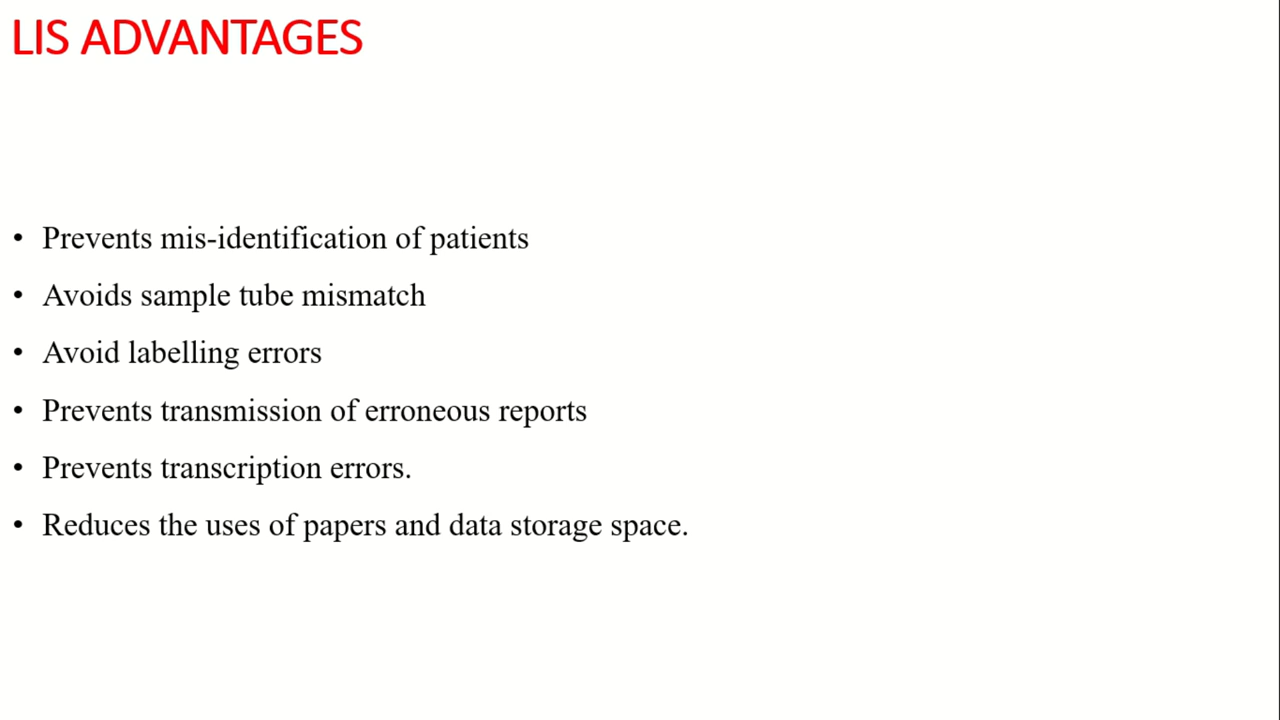 LIS ADVANTAGES
• Prevents mis-identification of patients
• Avoids sample tube mismatch
• Avoid labelling errors
• Prevents transmission of erroneous reports
• Prevents transcription errors.
• Reduces the uses of papers and data storage space.